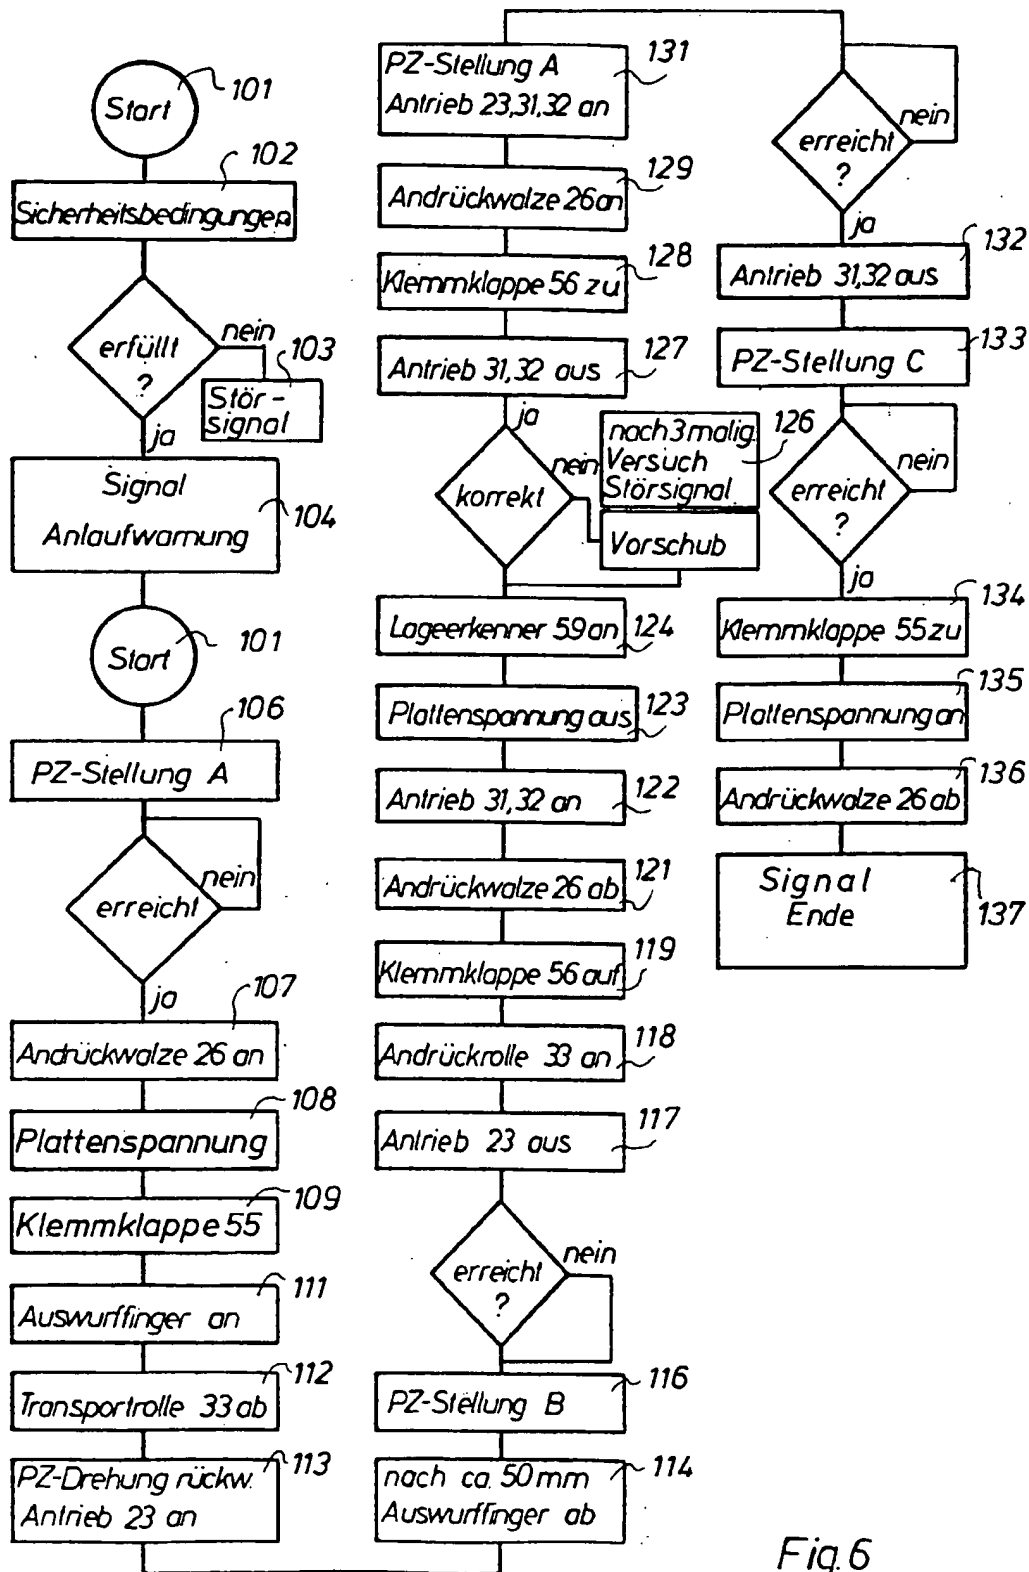 Start
101
102
Sicherheitsbedingungen
erfüllt
?
nein
103
Stör-
signal
ja
Signal
Anlaufwarnung
104
Start
101
106
PZ-Stellung A
nein
erreicht
ja
107
Andrückwalze 26 an
108
Plattenspannung
109
Klemmklappe 55
111
Auswurffinger an
112
Transportrolle 33 ab
113
PZ-Drehung rückw.
Antrieb 23 an
131
PZ-Stellung A
Antrieb 23,31,32 an
129
Andrückwalze 26 an
128
Klemmklappe 56 zu
127
Antrieb 31,32 aus
ja
korrekt
nein
nach 3 malig.
Versuch
Störsignal
126
Vorschub
Lageerkenner 59 an
124
Plattenspannung aus
123
Antrieb 31,32 an
122
Andrückwalze 26 ab
121
Klemmklappe 56 auf
119
Andrückrolle 33 an
118
Antrieb 23 aus
117
erreicht
?
nein
PZ-Stellung B
116
nach ca. 50 mm
Auswurffinger ab
114
nein
erreicht
?
ja
132
Antrieb 31,32 aus
133
PZ-Stellung C
nein
erreicht
?
ja
134
Klemmklappe 55 zu
135
Plattenspannung an
136
Andrückwalze 26 ab
Signal
Ende
137
Fig. 6